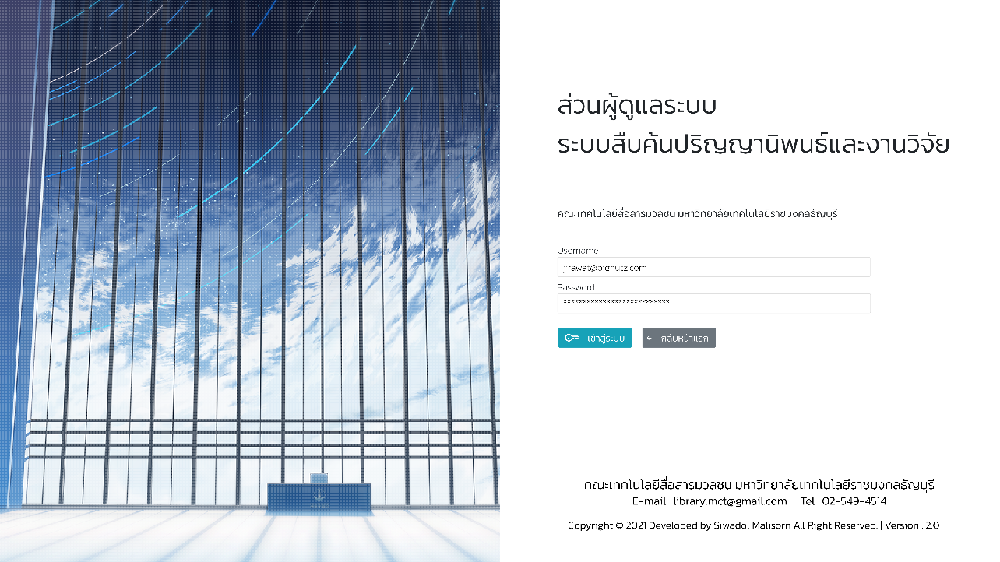 ส่วนผู้ดูแลระบบ
ระบบสืบค้นปริญญานิพนธ์และงานวิจัย
คณะเทคโนโลยีสื่อสารมวลชน มหาวิทยาลัยเทคโนโลยีราชมงคลธัญบุรี
Username
jirawat@bignutz.com
Password
****************************
เข้าสู่ระบบ
กลับหน้าแรก
คณะเทคโนโลยีสื่อสารมวลชน มหาวิทยาลัยเทคโนโลยีราชมงคลธัญบุรี
E-mail : library.mct@gmail.com Tel : 02-549-4514
Copyright © 2021 Developed by Siwadol Malisorn All Right Reserved. | Version : 2.0